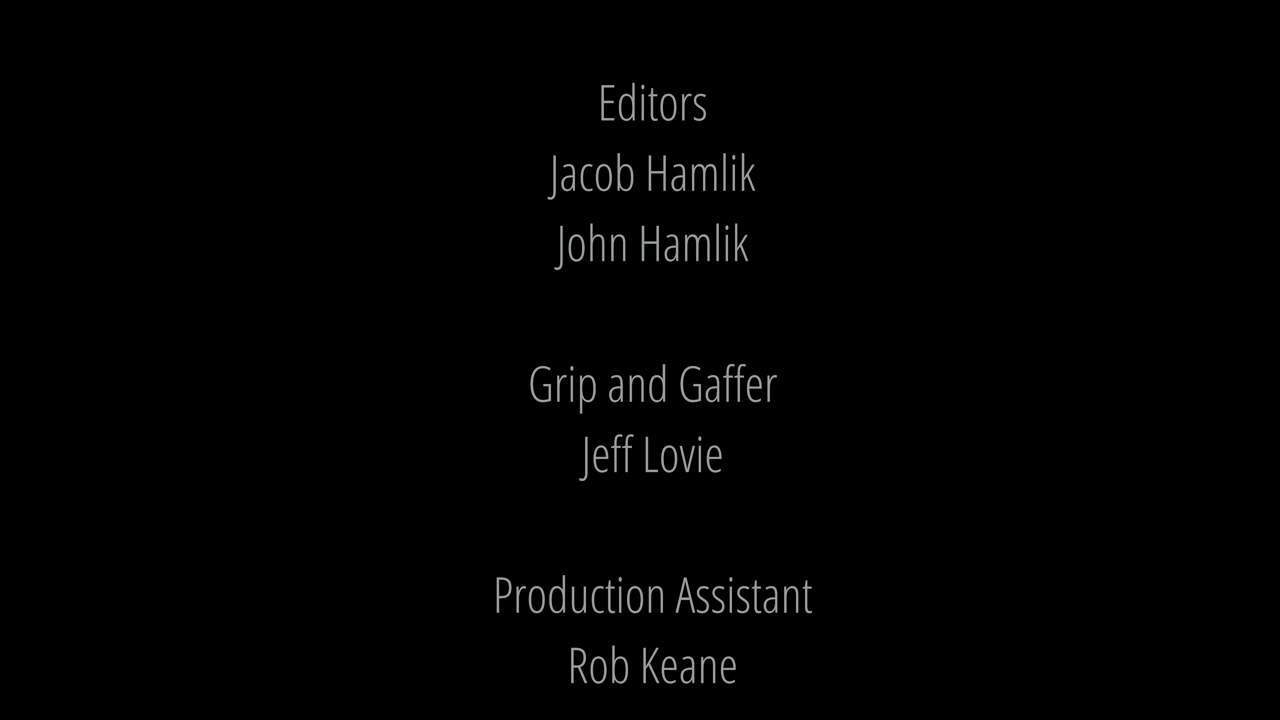 Editors
Jacob Hamlik
John Hamlik
Grip and Gaffer
Jeff Lovie
Production Assistant
Rob Keane